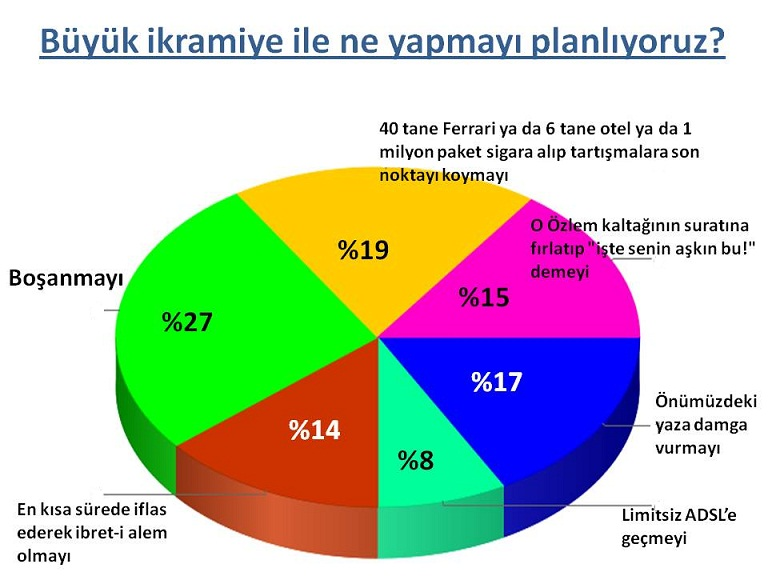 Büyük ikramiye ile ne yapmayı planlıyoruz?
40 tane Ferrari ya da 6 tane otel ya da 1
milyon paket sigara alıp tartışmalara son
noktayı koymayı
%19
O Özlem kaltağının suratına
fırlatıp "işte senin aşkın bu!"
demeyi
%15
Boşanmayı
%27
%17
Önümüzdeki
yaza damga
vurmayı
%14
%8
En kısa sürede iflas
ederek ibret-i alem
olmayı
Limitsiz ADSL’e
geçmeyi